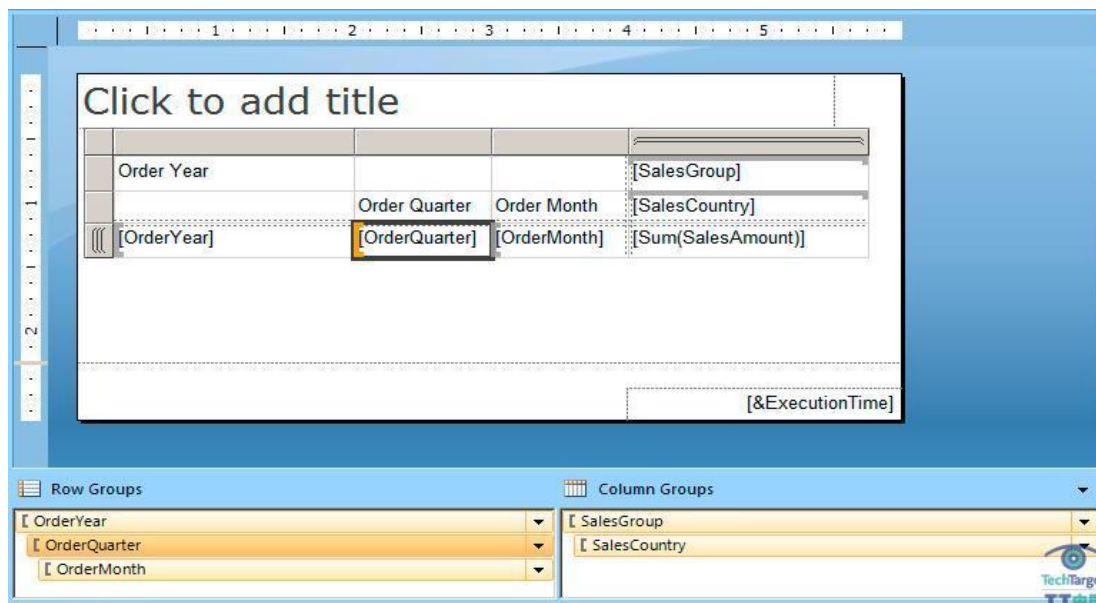 1 2 3 4 5
1
2
Click to add title
Order Year [SalesGroup]
Order Quarter Order Month [SalesCountry]
[OrderYear] [OrderQuarter] [OrderMonth] [Sum(SalesAmount)]
[&ExecutionTime]
Row Groups
Column Groups
OrderYear
OrderQuarter
OrderMonth
SalesGroup
SalesCountry
TechTarge